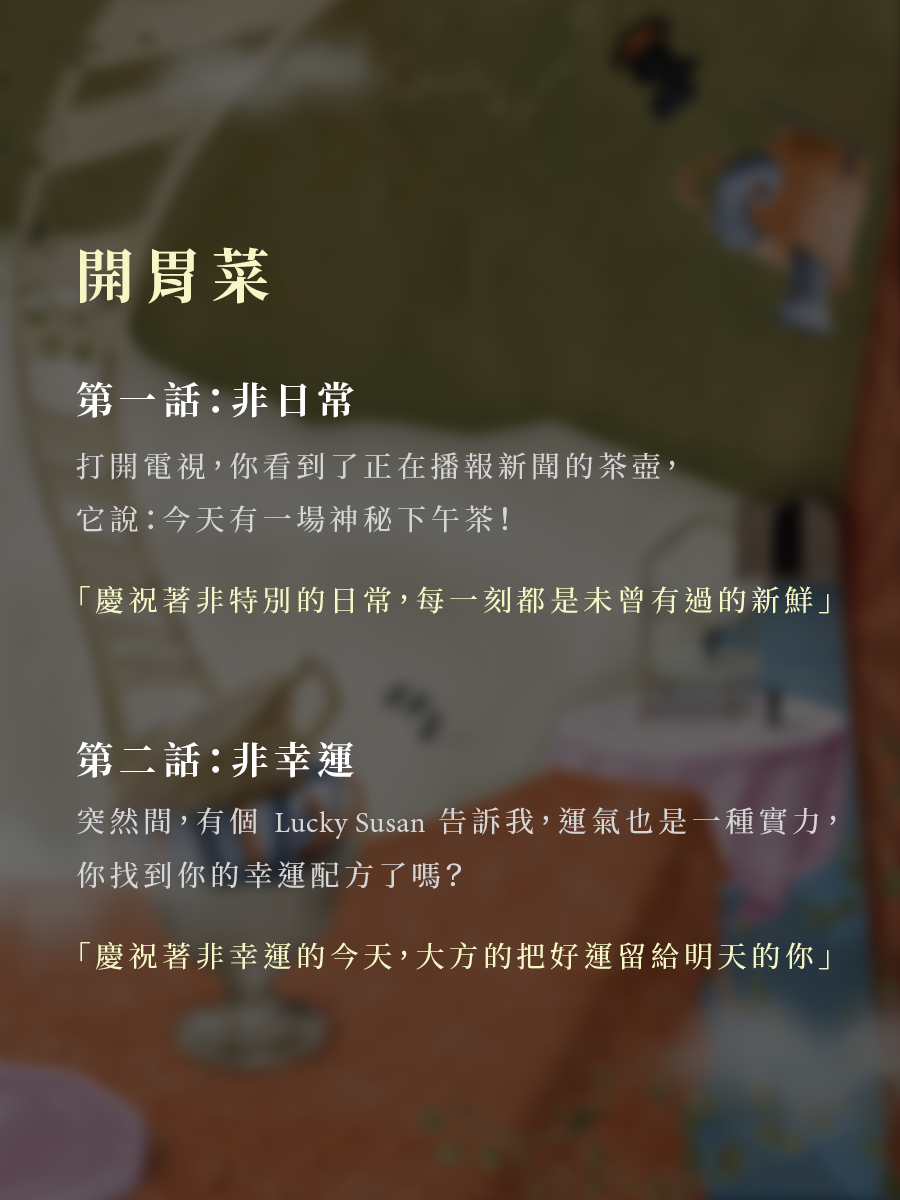 開胃菜
第一話：非日常
打開電視，你看到了正在播報新聞的茶壺，
它說：今天有一場神秘下午茶！
「慶祝著非特別的日常，每一刻都是未曾有過的新鮮」
第二話：非幸運
突然間，有個 Lucky Susan 告訴我，運氣也是一種實力，
你找到你的幸運配方了嗎？
「慶祝著非幸運的今天，大方的把好運留給明天的你」